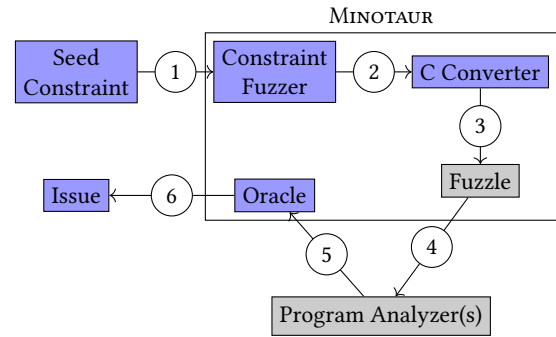 MINOTAUR
Seed
Constraint
1
Constraint
Fuzzer
2
C Converter
3
Fuzzle
4
Program Analyzer(s)
5
Oracle
6
Issue